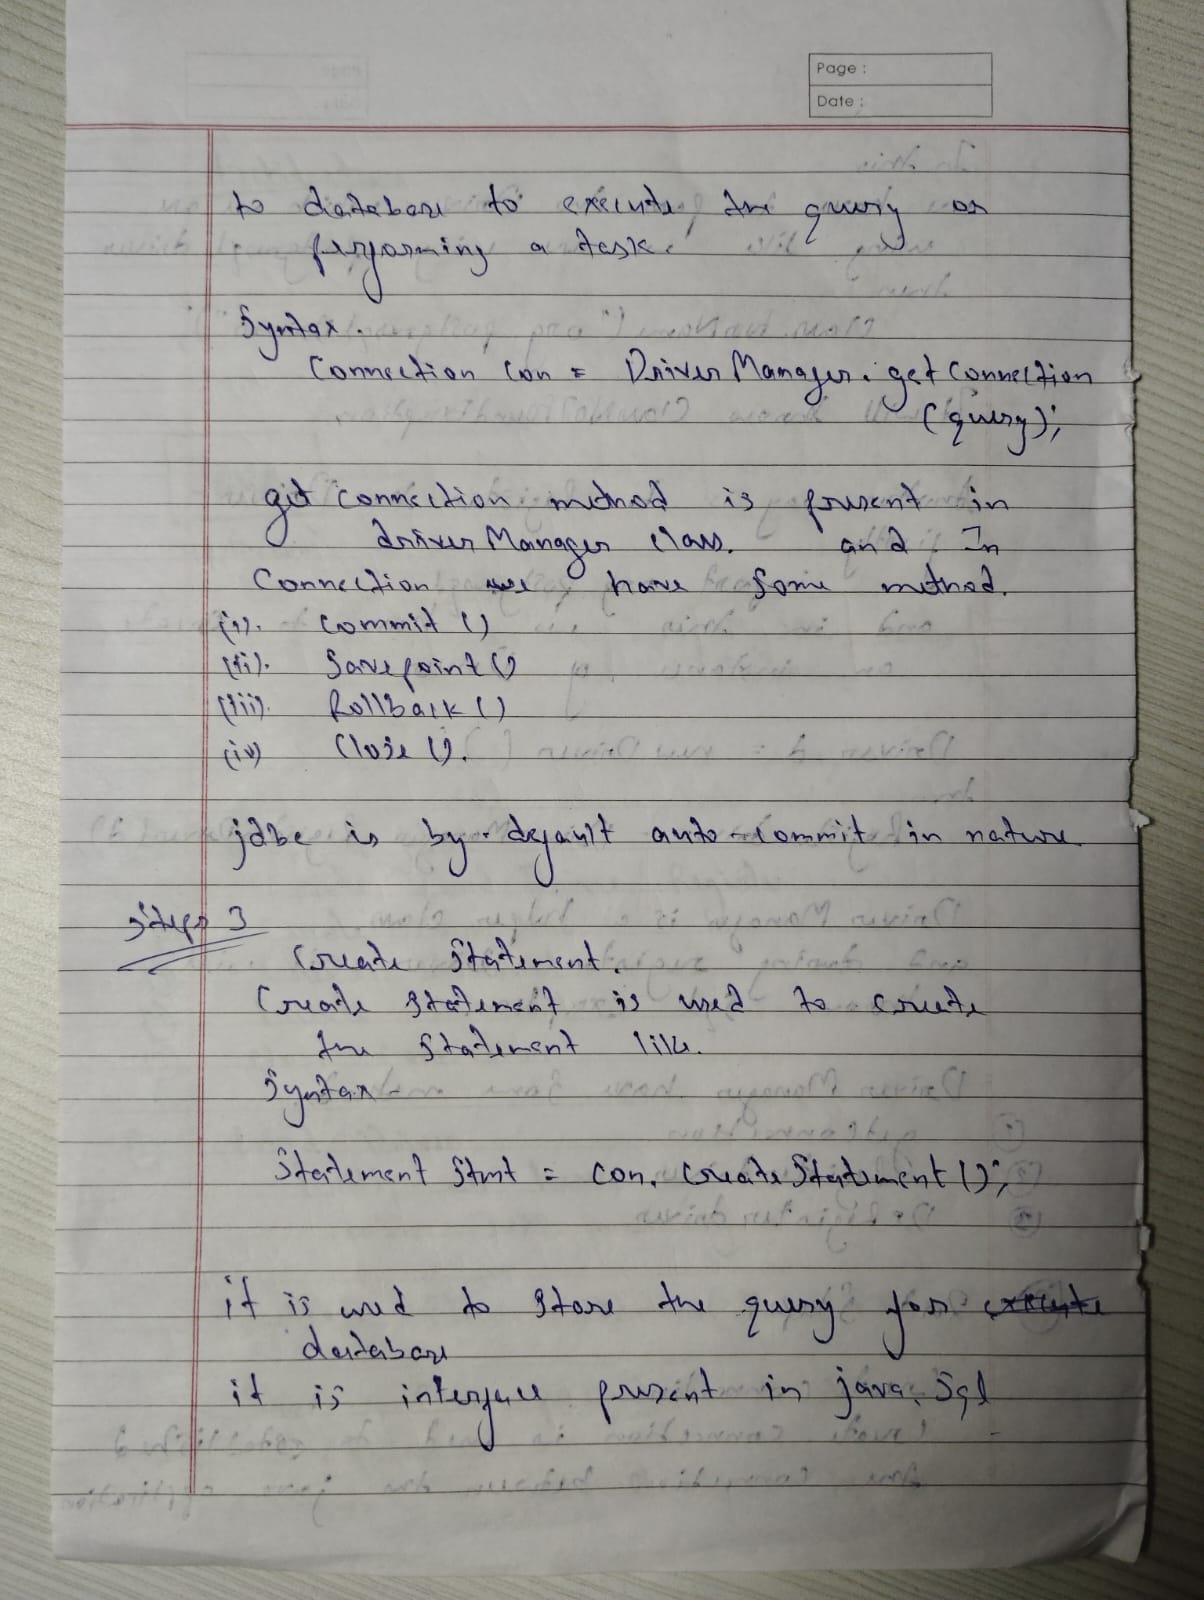 Page :
Date :
to database to execute the query or
performing a task.
Syntax.
Connection Con = DriverManager. getConnection
(query);
get connection method is present in
driverManager class. and In
Connection we have some method.
(i). Commit ()
(ii). Savepoint ()
(iii). Rollback ()
(iv) Close ().
jdbc is by-default auto-commit in nature
Step 3
Create Statement.
Create Statement is used to create
the Statement like.
Syntax -
Statement Stmt = con. CreateStatement ();
it is used to store the query for execute
database
it is interface present in java. Sql